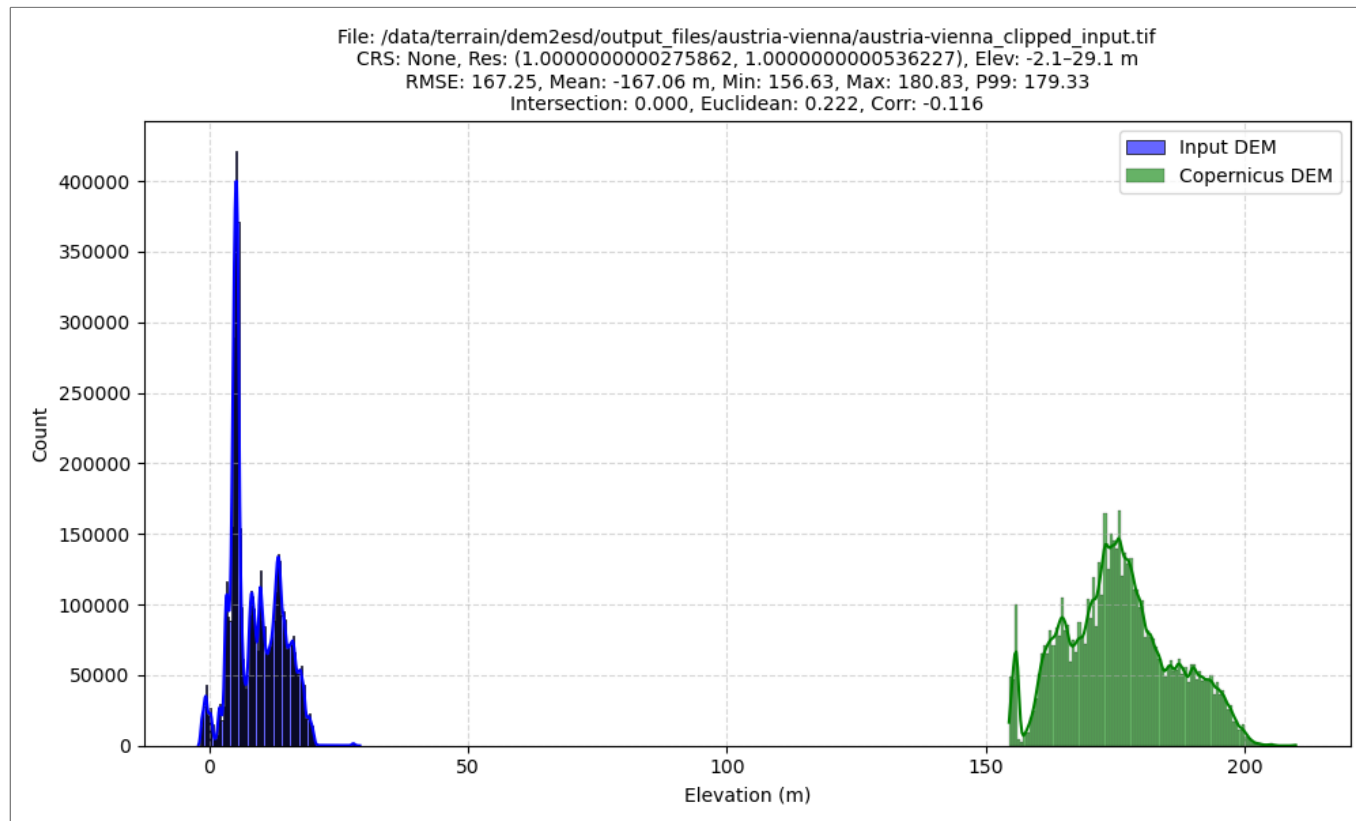 File: /data/terrain/dem2esd/output_files/austria-vienna/austria-vienna_clipped_input.tif
CRS: None, Res: (1.0000000000275862, 1.0000000000536227), Elev: -2.1–29.1 m
RMSE: 167.25, Mean: -167.06 m, Min: 156.63, Max: 180.83, P99: 179.33
Intersection: 0.000, Euclidean: 0.222, Corr: -0.116
Input DEM
Copernicus DEM
400000
350000
300000
250000
200000
150000
100000
50000
0
Count
0 50 100 150 200
Elevation (m)